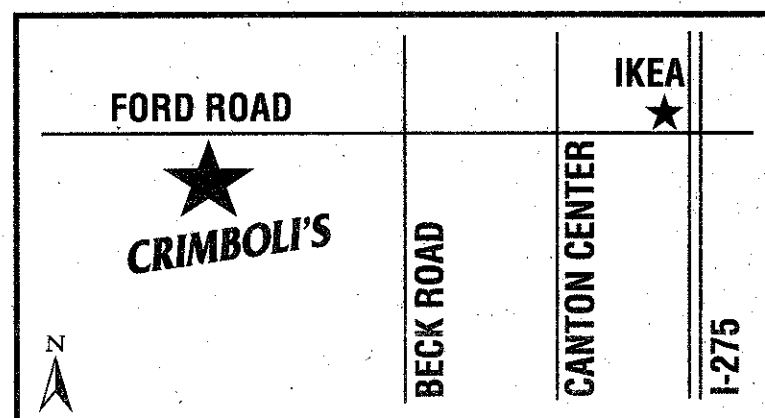 IKEA
FORD ROAD
CRIMBOLI'S
BECK ROAD
CANTON CENTER
I-275
N